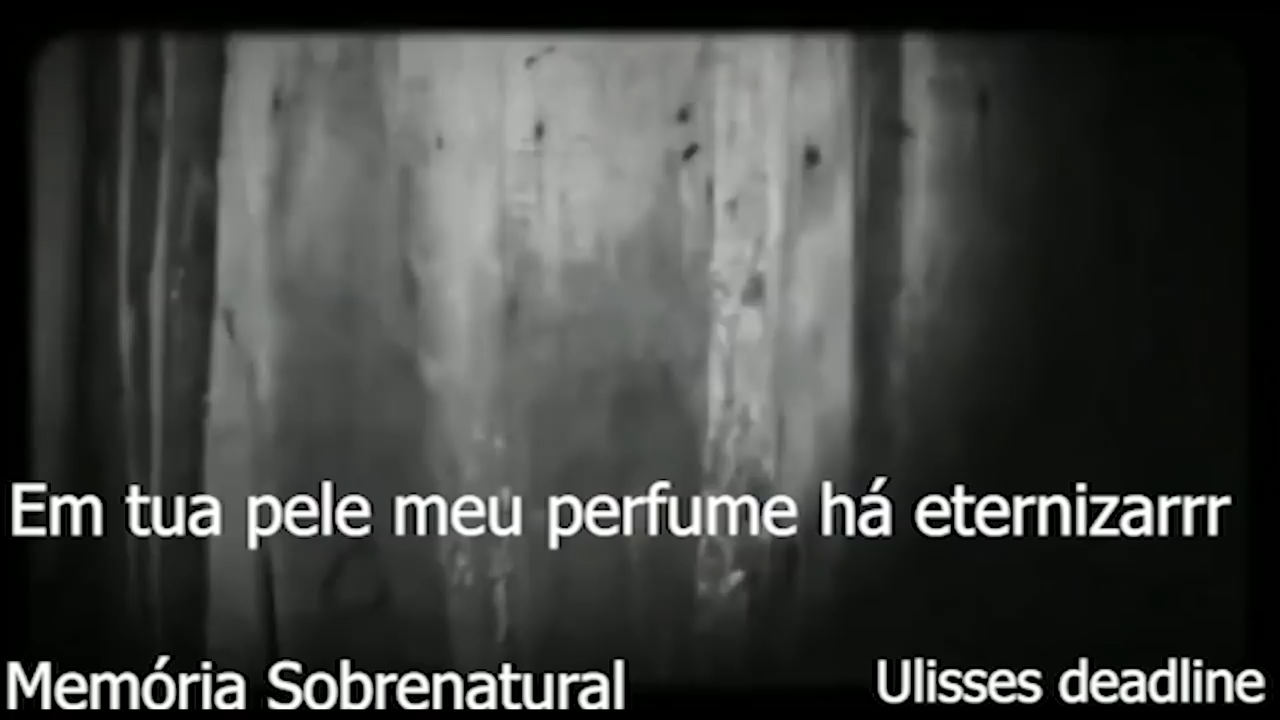 Em tua pele meu perfume há eternizarrr
Memória Sobrenatural
Ulisses deadline